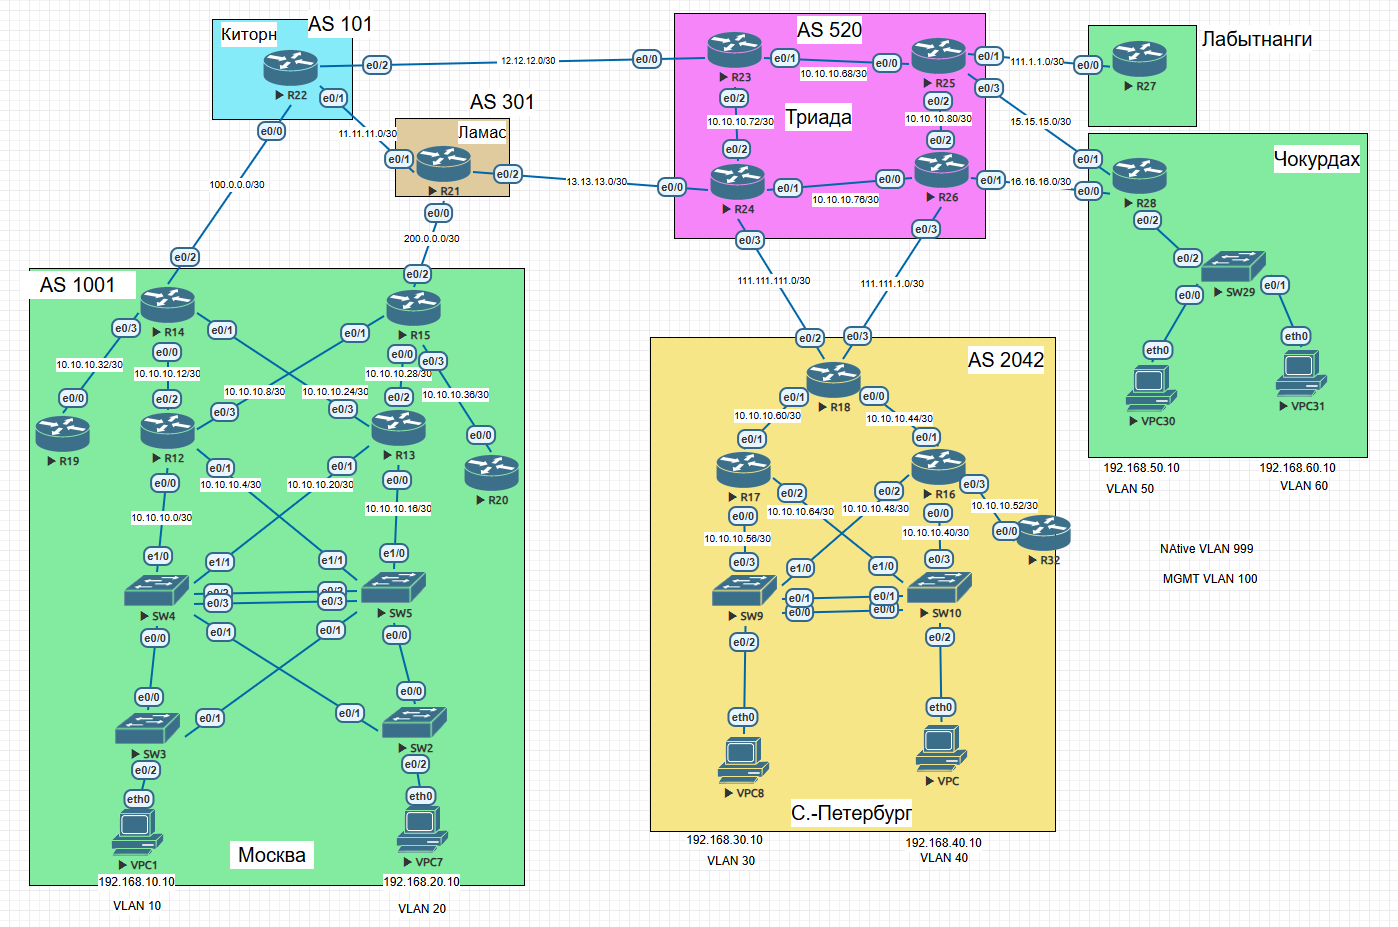 Киторн
AS 101
R22
e0/2
e0/1
e0/0
12.12.12.0/30
11.11.11.0/30
100.0.0.0/30
AS 301
Ламас
e0/1
R21
e0/2
e0/0
13.13.13.0/30
200.0.0.0/30
AS 520
Триада
e0/0
R23
e0/1
e0/2
10.10.10.68/30
10.10.10.72/30
e0/0
R25
e0/1
e0/3
e0/2
10.10.10.80/30
e0/2
e0/0
R24
e0/1
e0/3
10.10.10.76/30
e0/2
e0/0
R26
e0/1
e0/3
111.1.1.0/30
15.15.15.0/30
16.16.16.0/30
111.111.111.0/30
111.111.1.0/30
Лабытнанги
e0/0
R27
Чокурдах
e0/1
e0/0
R28
e0/2
e0/2
SW29
e0/0
e0/1
eth0
VPC30
eth0
VPC31
192.168.50.10
VLAN 50
192.168.60.10
VLAN 60
NAtive VLAN 999
MGMT VLAN 100
AS 1001
e0/2
R14
e0/3
e0/0
e0/1
e0/2
R15
e0/1
e0/0
e0/3
10.10.10.32/30
10.10.10.12/30
10.10.10.8/30
10.10.10.24/30
10.10.10.28/30
10.10.10.36/30
e0/0
R19
e0/2
e0/3
R12
e0/0
e0/1
e0/3
e0/2
R13
e0/1
e0/0
e0/0
R20
10.10.10.4/30
10.10.10.20/30
10.10.10.0/30
10.10.10.16/30
e1/0
e1/1
SW4
e0/2
e0/3
e0/0
e0/1
e1/1
e1/0
SW5
e0/2
e0/3
e0/1
e0/0
e0/0
e0/1
SW3
e0/2
e0/1
e0/0
SW2
e0/2
eth0
VPC1
eth0
VPC7
Москва
192.168.10.10
VLAN 10
192.168.20.10
VLAN 20
AS 2042
e0/2
e0/3
R18
e0/1
e0/0
10.10.10.60/30
10.10.10.44/30
e0/1
R17
e0/0
e0/2
e0/1
R16
e0/2
e0/0
e0/3
10.10.10.64/30
10.10.10.48/30
10.10.10.52/30
10.10.10.56/30
10.10.10.40/30
e0/0
R32
e0/3
e1/0
SW9
e0/1
e0/0
e0/2
e1/0
e0/3
SW10
e0/1
e0/0
e0/2
eth0
VPC8
eth0
VPC
С.-Петербург
192.168.30.10
VLAN 30
192.168.40.10
VLAN 40